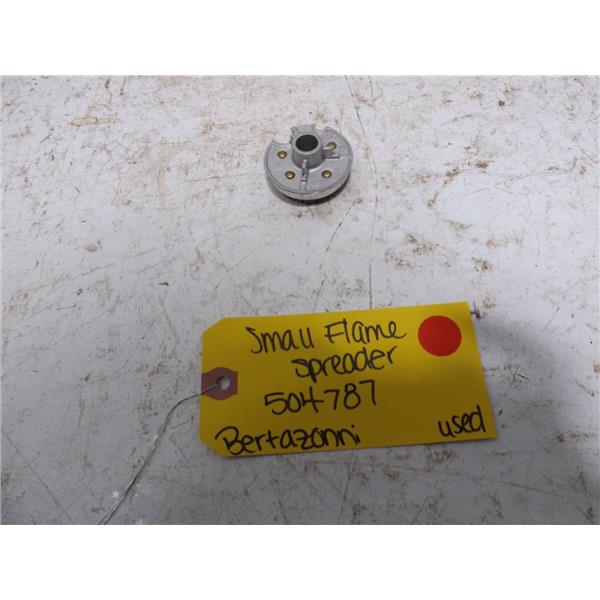 Small Flame
spreader
504787
Bertazonni
used